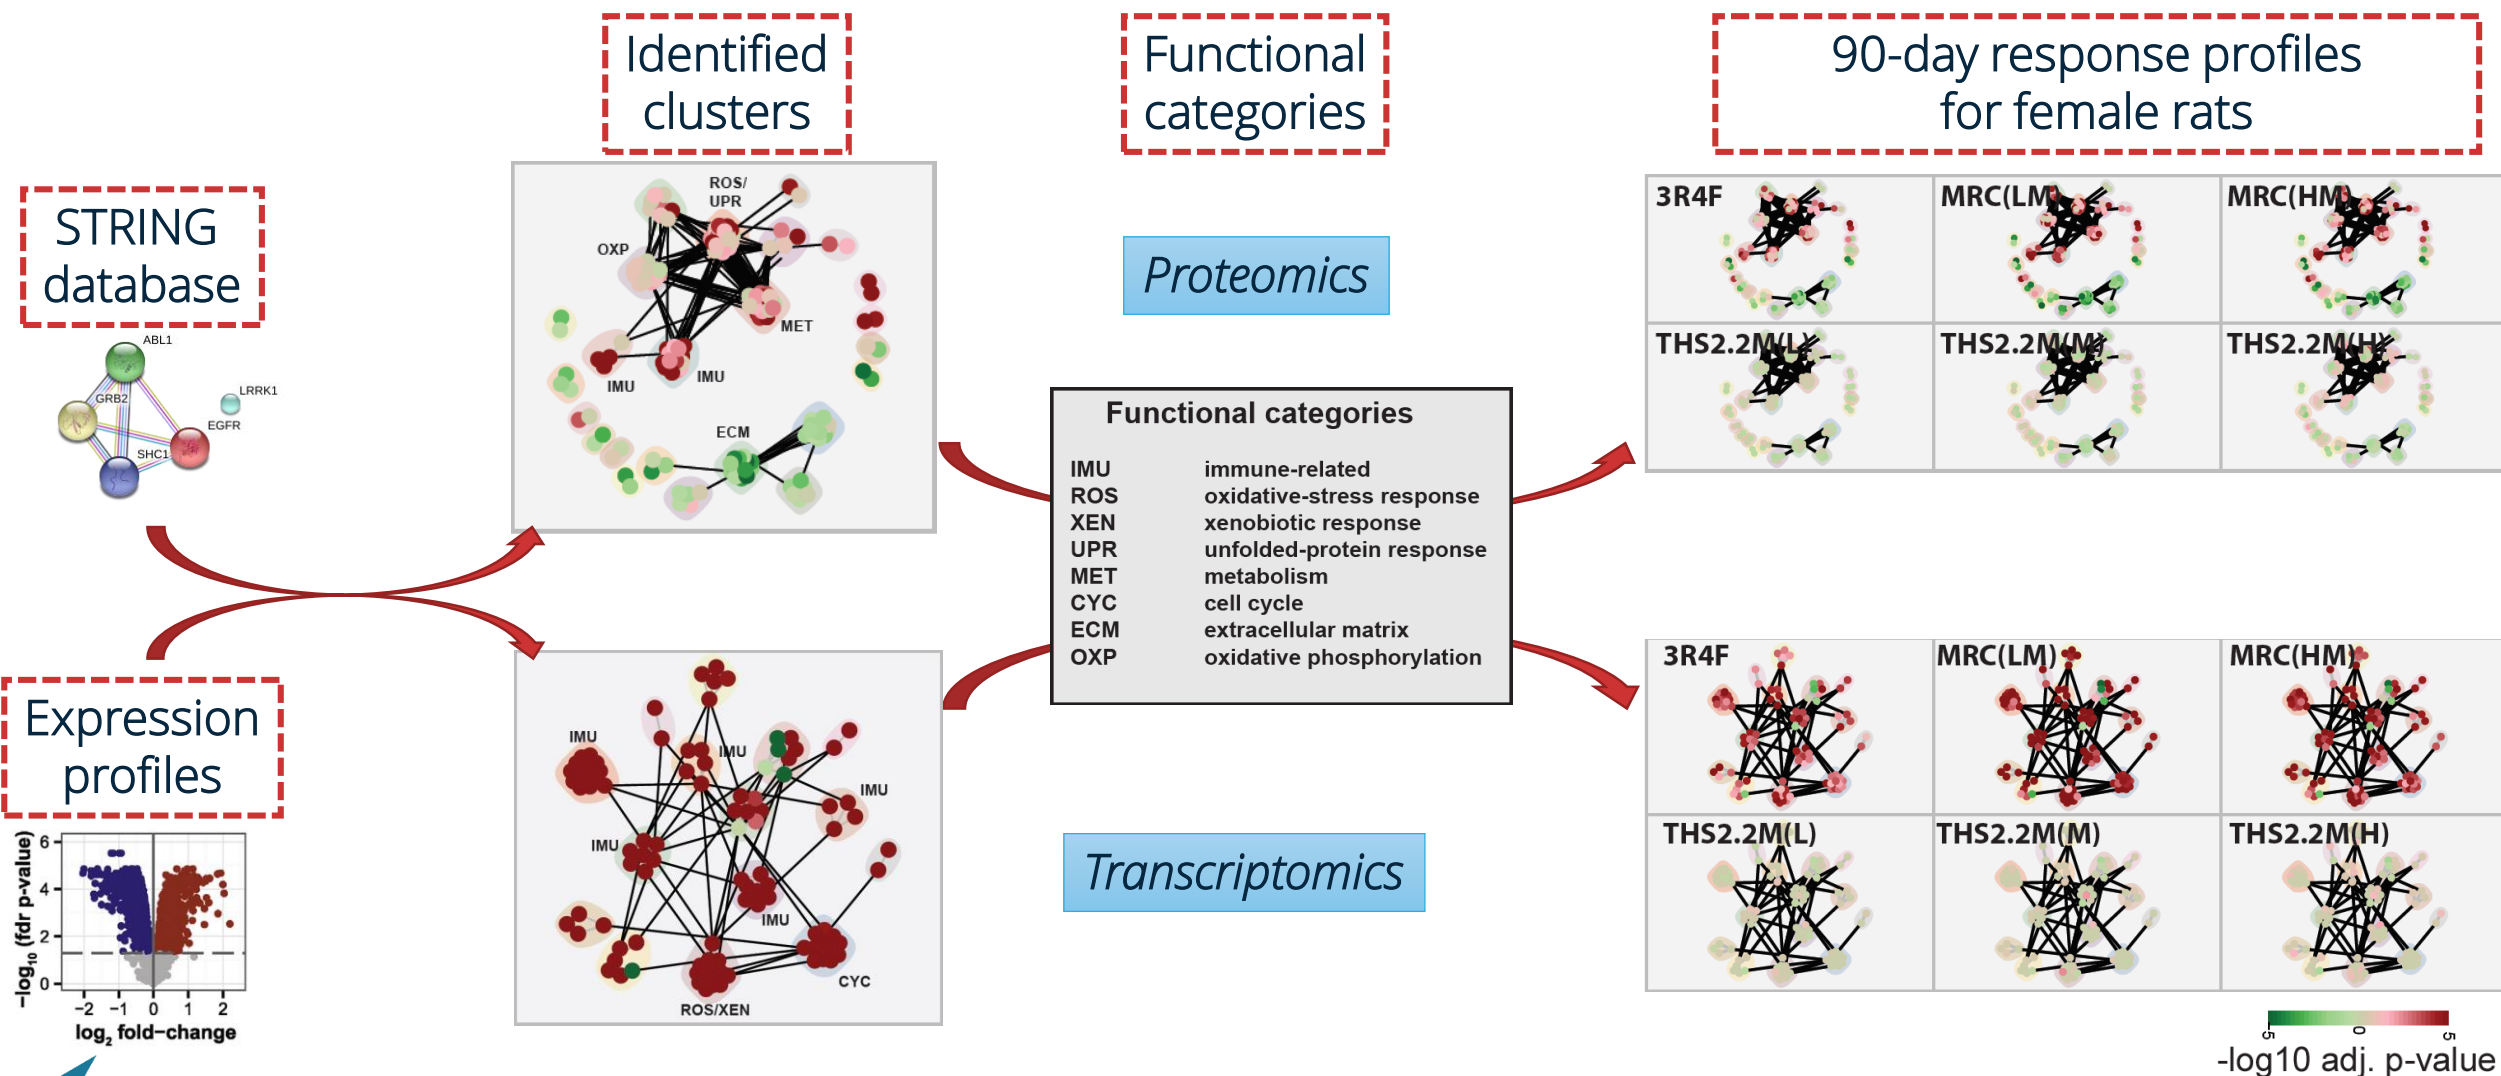 Identified
clusters
Functional
categories
90-day response profiles
for female rats
STRING
database
ABL1
GRB2
LRRK1
EGFR
SHC1
Expression
profiles
−log10 (fdr p−value)
6
4
2
0
−2 −1 0 1 2
log2 fold−change
ROS/
UPR
OXP
MET
IMU
IMU
ECM
IMU
IMU
IMU
IMU
IMU
CYC
ROS/XEN
Proteomics
Functional categories
IMU immune-related
ROS oxidative-stress response
XEN xenobiotic response
UPR unfolded-protein response
MET metabolism
CYC cell cycle
ECM extracellular matrix
OXP oxidative phosphorylation
Transcriptomics
3R4F MRC(LM) MRC(HM)
THS2.2M(L) THS2.2M(M) THS2.2M(H)
3R4F MRC(LM) MRC(HM)
THS2.2M(L) THS2.2M(M) THS2.2M(H)
-5 0 5
-log10 adj. p-value